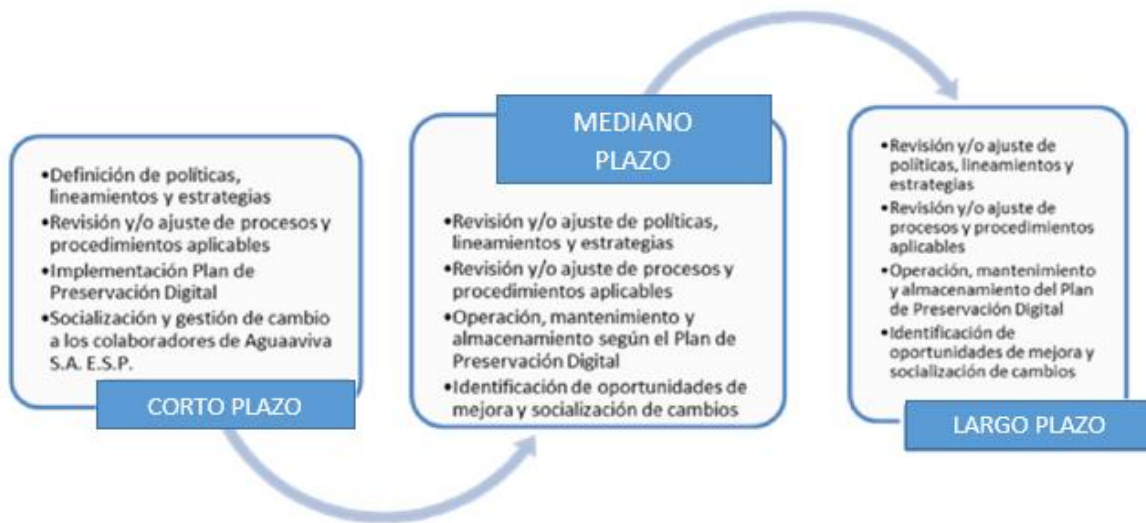 •Definición de políticas,
lineamientos y estrategias
•Revisión y/o ajuste de procesos y
procedimientos aplicables
•Implementación Plan de
Preservación Digital
•Socialización y gestión de cambio
a los colaboradores de Aguaaviva
S.A. E.S.P.
CORTO PLAZO
MEDIANO
PLAZO
•Revisión y/o ajuste de políticas,
lineamientos y estrategias
•Revisión y/o ajuste de procesos y
procedimientos aplicables
•Operación, mantenimiento y
almacenamiento según el Plan de
Preservación Digital
•Identificación de oportunidades de
mejora y socialización de cambios
•Revisión y/o ajuste de
políticas, lineamientos y
estrategias
•Revisión y/o ajuste de
procesos y procedimientos
aplicables
•Operación, mantenimiento
y almacenamiento del Plan
de Preservación Digital
•Identificación de
oportunidades de mejora y
socialización de cambios
LARGO PLAZO